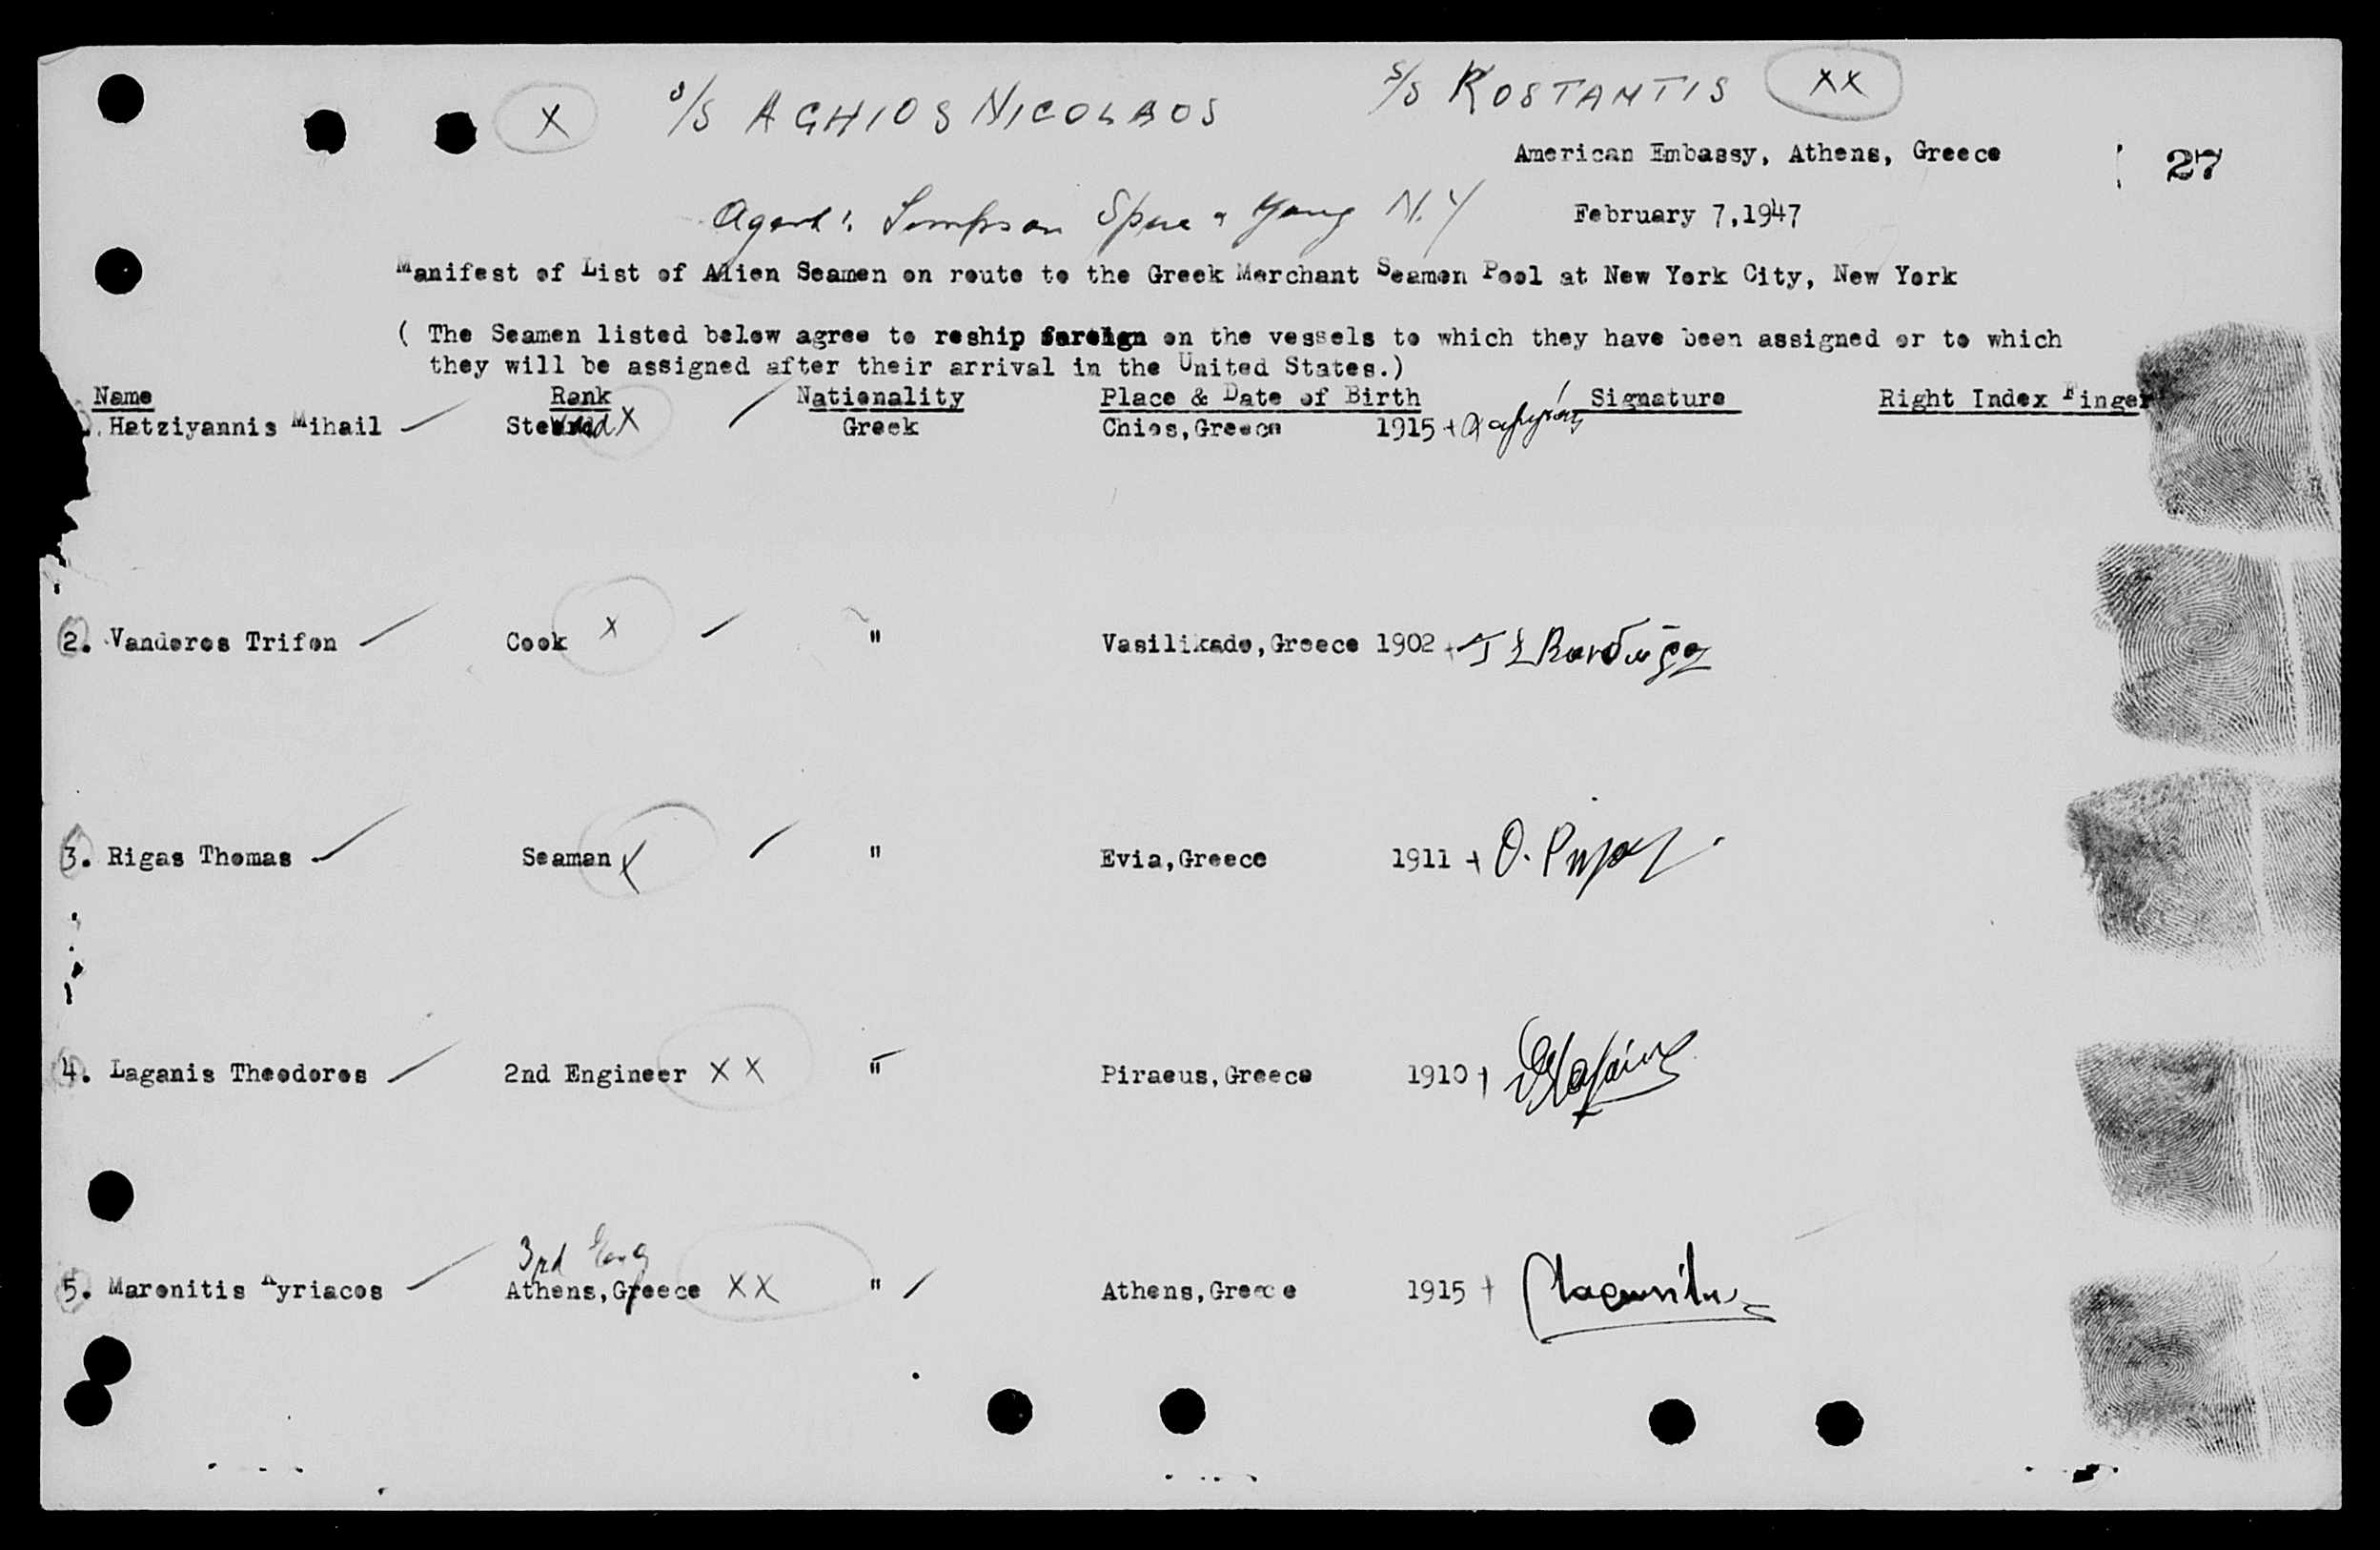 X S/S AGHIOS NICOLAOS S/S KOSTANTIS XX
American Embassy, Athens, Greece 27
Agent: Simpson Spence & Young N.Y February 7,1947
Manifest of List of Alien Seamen on route to the Greek Merchant Seamen Pool at New York City, New York
( The Seamen listed below agree to reship foreign on the vessels to which they have been assigned or to which
they will be assigned after their arrival in the United States.)
Name Rank Nationality Place & Date of Birth Signature Right Index Finger
Hatziyannis Mihail Steward X Greek Chios,Greece 1915 +
2. Vanderos Trifon Cook X " Vasilikado,Greece 1902 +
3. Rigas Thomas Seaman X " Evia,Greece 1911 + Θ. Ρήγας
4. Laganis Theodoros 2nd Engineer XX " Piraeus,Greece 1910 +
3rd Eng
5. Maronitis Kyriacos Athens,Greece XX " Athens,Greece 1915 +